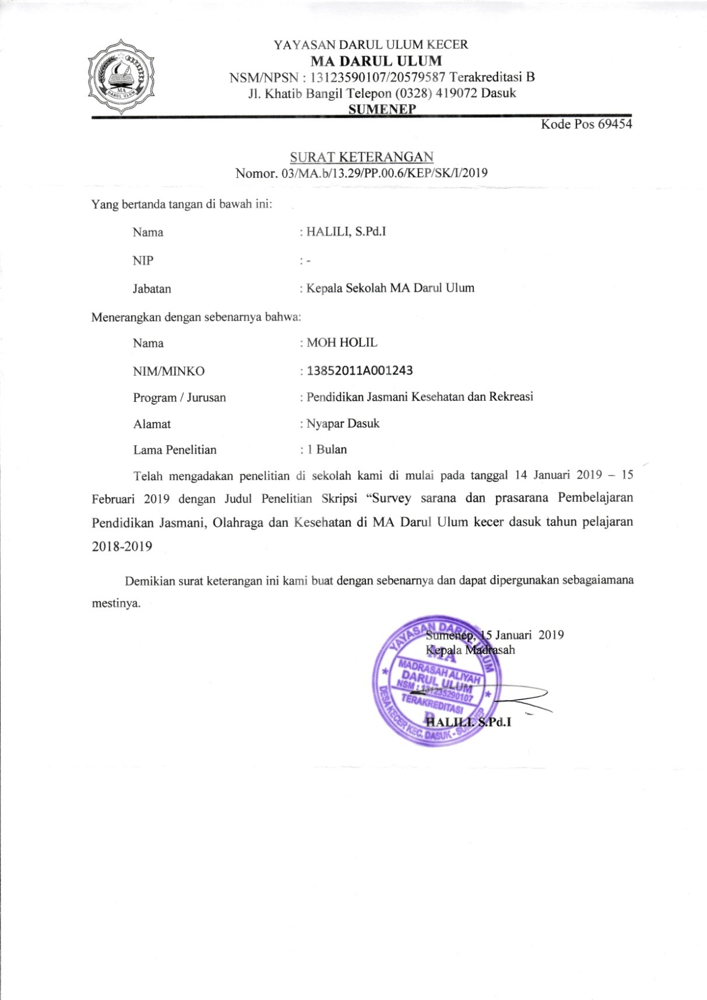 YAYASAN DARUL ULUM KECER
MA DARUL ULUM
NSM/NPSN : 13123590107/20579587 Terakreditasi B
Jl. Khatib Bangil Telepon (0328) 419072 Dasuk
SUMENEP
Kode Pos 69454
MA
DARUL ULUM
SURAT KETERANGAN
Nomor. 03/MA.b/13.29/PP.00.6/KEP/SK/I/2019
Yang bertanda tangan di bawah ini:
Nama : HALILI, S.Pd.I
NIP : -
Jabatan : Kepala Sekolah MA Darul Ulum
Menerangkan dengan sebenarnya bahwa:
Nama : MOH HOLIL
NIM/MINKO : 13852011A001243
Program / Jurusan : Pendidikan Jasmani Kesehatan dan Rekreasi
Alamat : Nyapar Dasuk
Lama Penelitian : 1 Bulan
Telah mengadakan penelitian di sekolah kami di mulai pada tanggal 14 Januari 2019 – 15
Februari 2019 dengan Judul Penelitian Skripsi “Survey sarana dan prasarana Pembelajaran
Pendidikan Jasmani, Olahraga dan Kesehatan di MA Darul Ulum kecer dasuk tahun pelajaran
2018-2019
Demikian surat keterangan ini kami buat dengan sebenarnya dan dapat dipergunakan sebagaiamana
mestinya.
Sumenep, 15 Januari 2019
Kepala Madrasah
YAYASAN DARUL ULUM
MA
MADRASAH ALIYAH
DARUL ULUM
NSM : 131235290107
TERAKREDITASI
B
DESA KECER KEC. DASUK - SUMENEP
HALILI. S.Pd.I